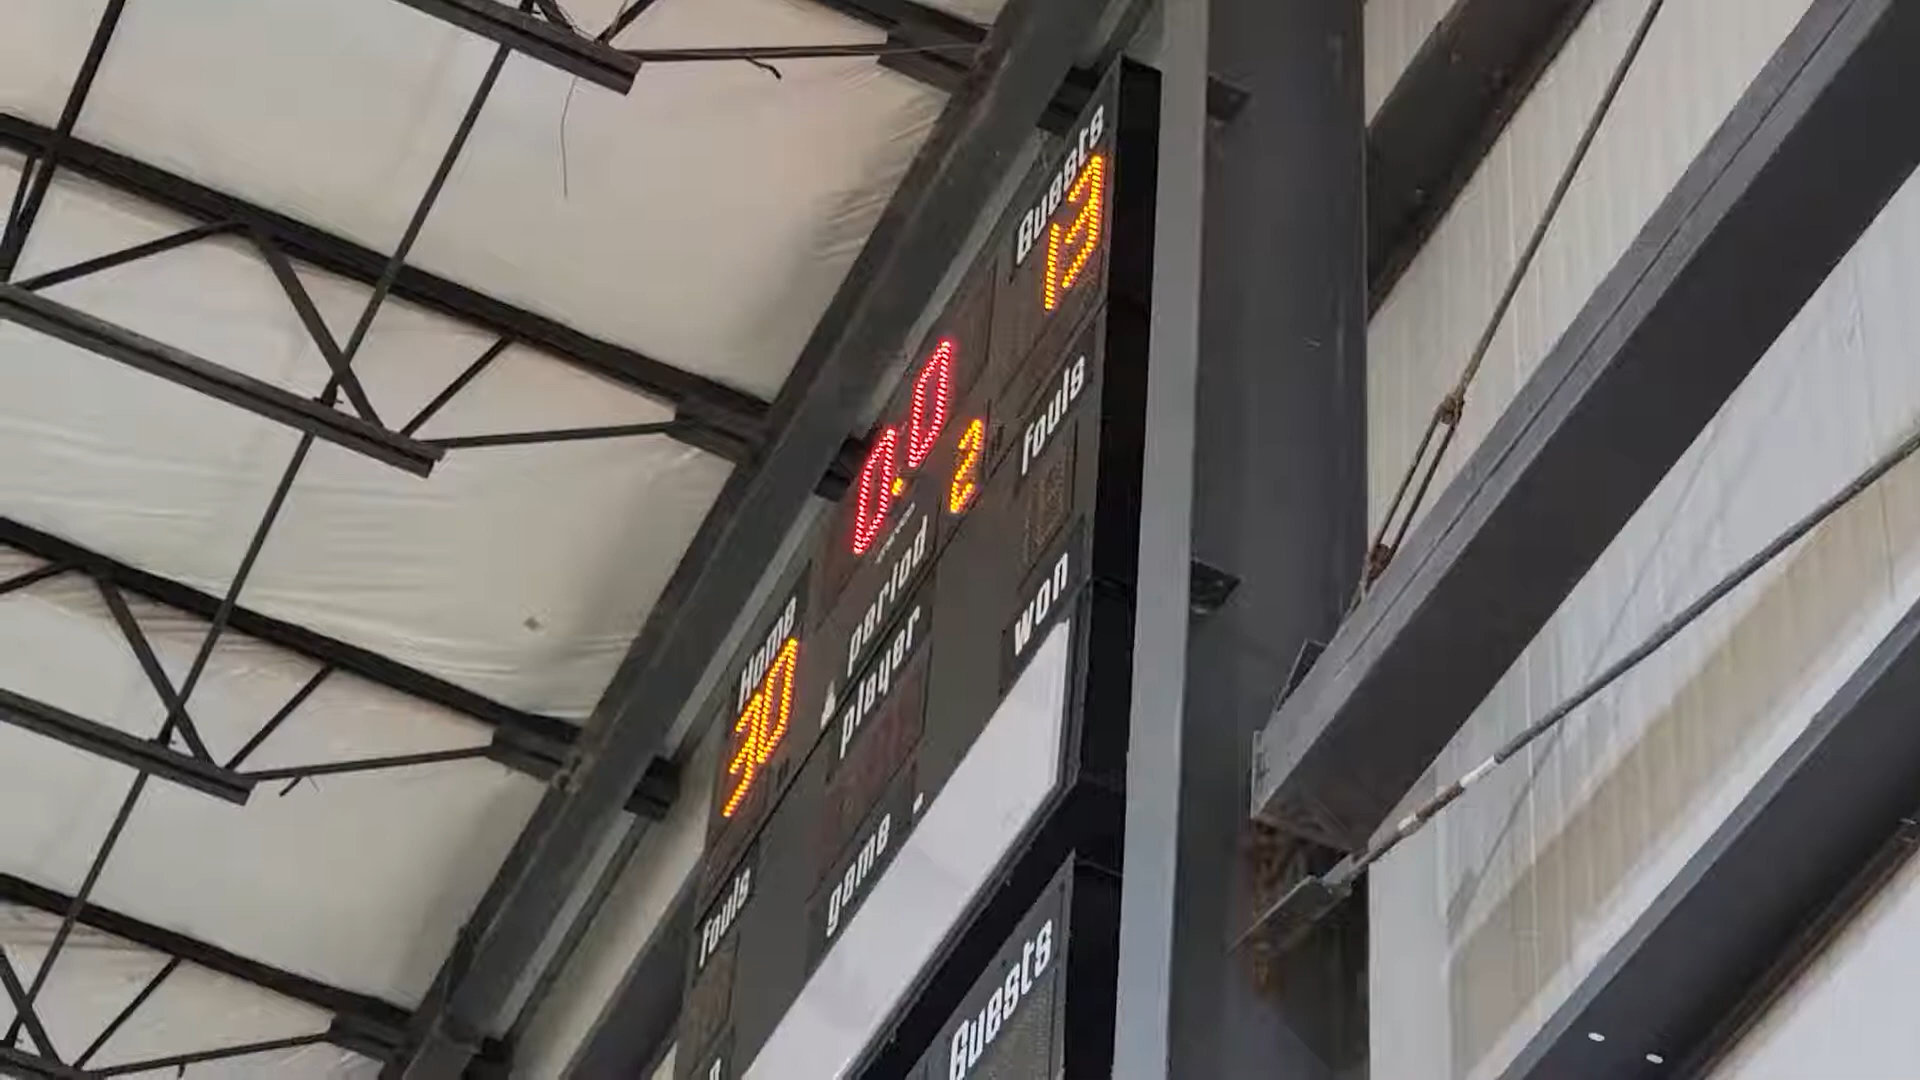 Guests
13
0.0
2
Fouls
Home
30
period
player
won
game
Fouls
Guests